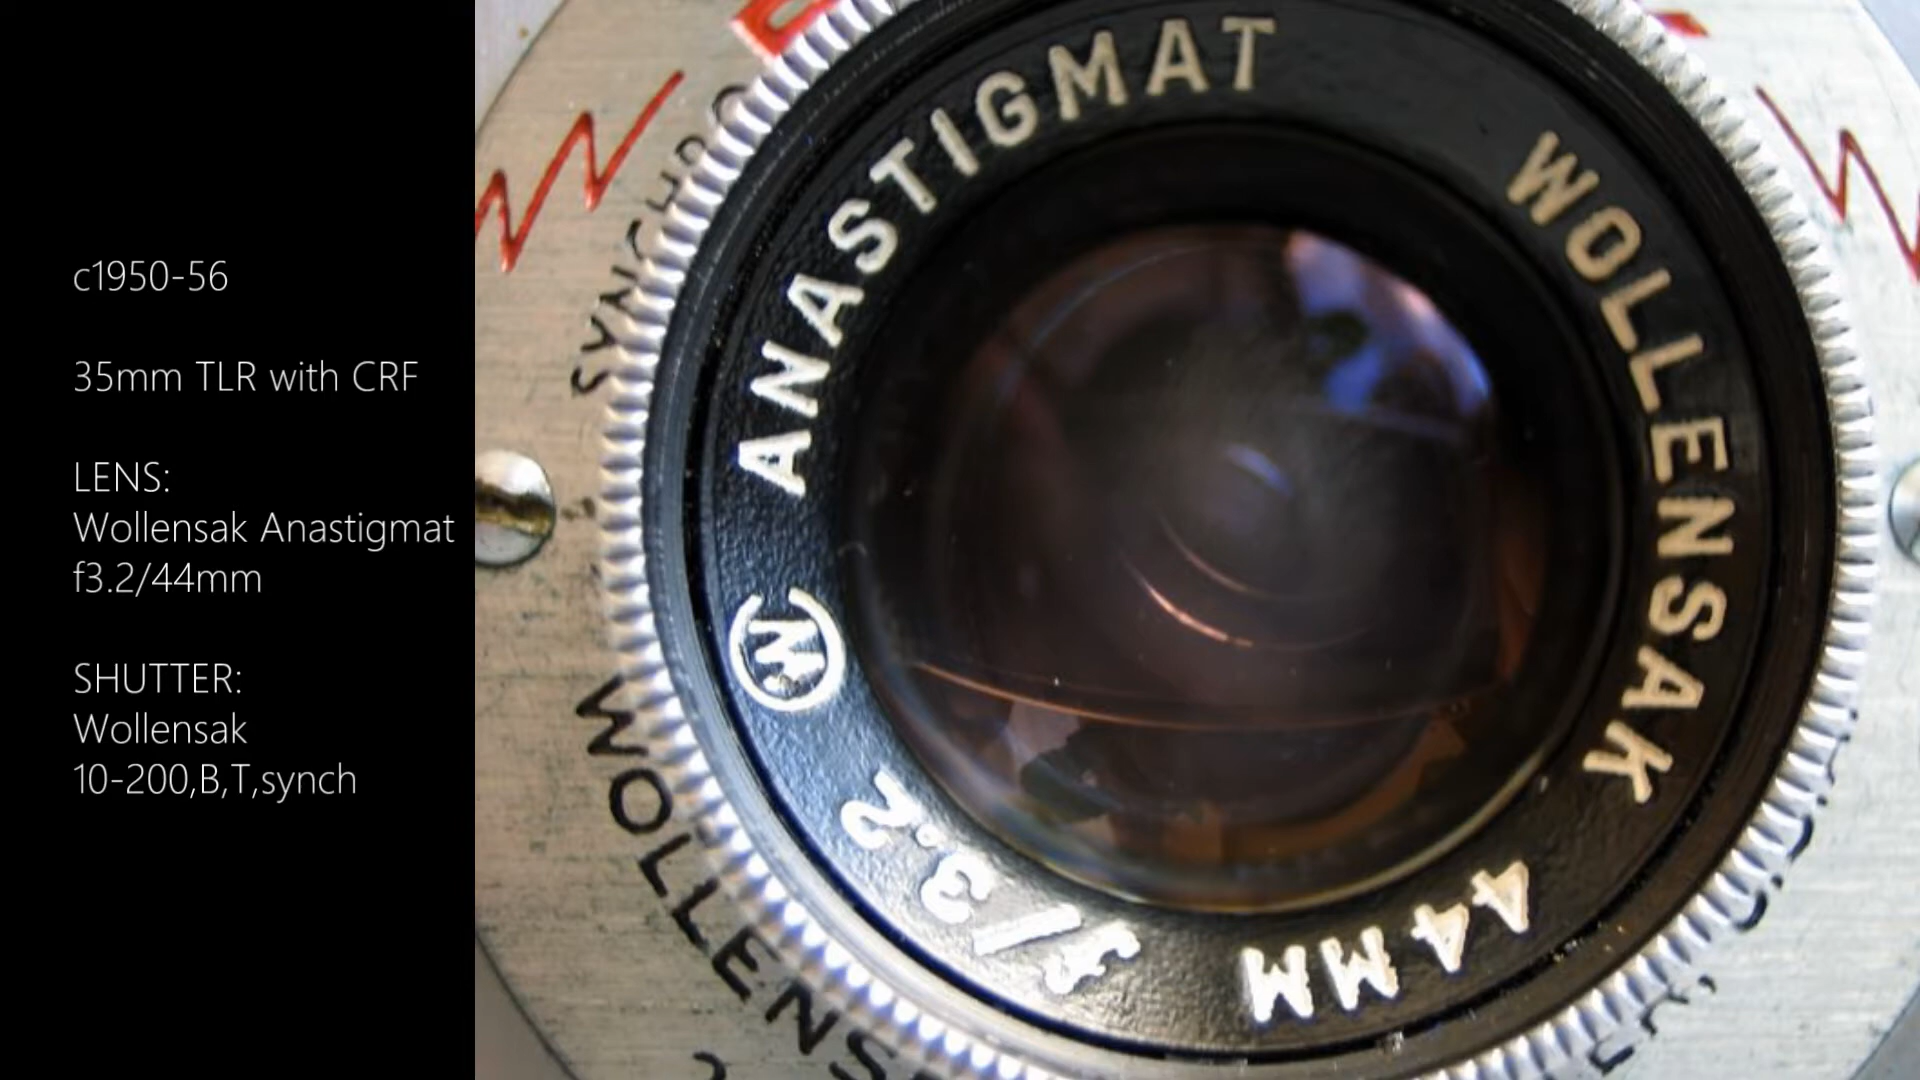 c1950-56
35mm TLR with CRF
LENS:
Wollensak Anastigmat
f3.2/44mm
SHUTTER:
Wollensak
10-200,B,T,synch
W ANASTIGMAT
WOLLENSAK
44MM
f/3.2
SYNCHRO